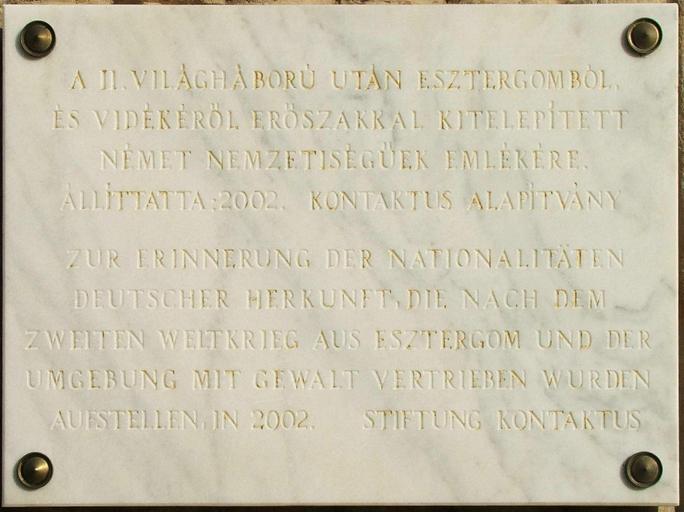 A II. VILÁGHÁBORÚ UTÁN ESZTERGOMBÓL,
ÉS VIDÉKÉRŐL ERŐSZAKKAL KITELEPÍTETT
NÉMET NEMZETISÉGŰEK EMLÉKÉRE.
ÁLLÍTTATTA: 2002. KONTAKTUS ALAPÍTVÁNY
ZUR ERINNERUNG DER NATIONALITÄTEN
DEUTSCHER HERKUNFT, DIE NACH DEM
ZWEITEN WELTKRIEG AUS ESZTERGOM UND DER
UMGEBUNG MIT GEWALT VERTRIEBEN WURDEN
AUFSTELLEN, IN 2002. STIFTUNG KONTAKTUS